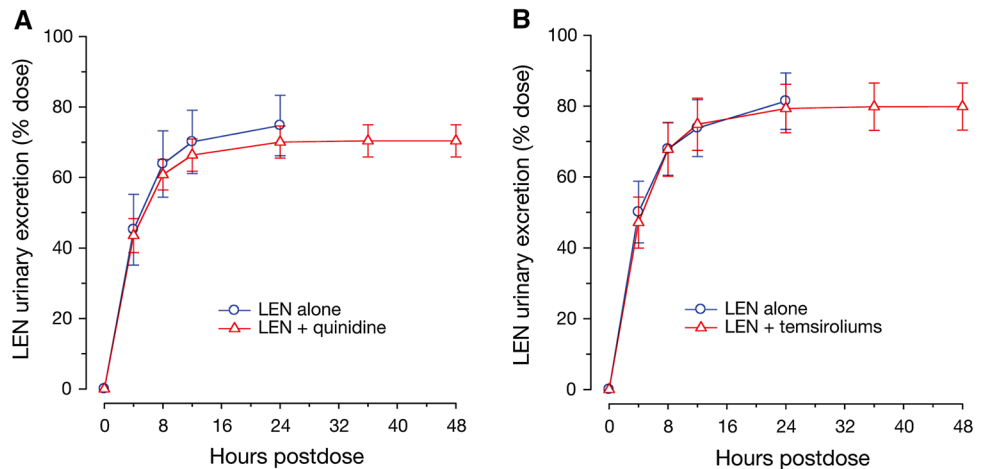 A
LEN urinary excretion (% dose)
100
80
60
40
20
0
LEN alone
LEN + quinidine
0 8 16 24 32 40 48
Hours postdose
B
LEN urinary excretion (% dose)
100
80
60
40
20
0
LEN alone
LEN + temsiroliums
0 8 16 24 32 40 48
Hours postdose